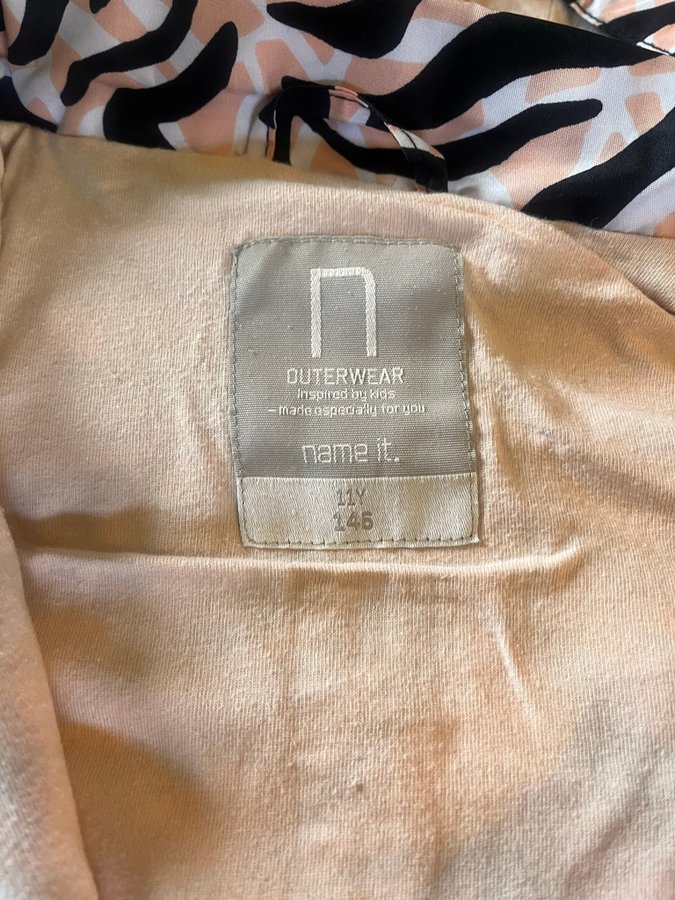 n
OUTERWEAR
Inspired by kids
– made especially for you
name it.
11Y
146